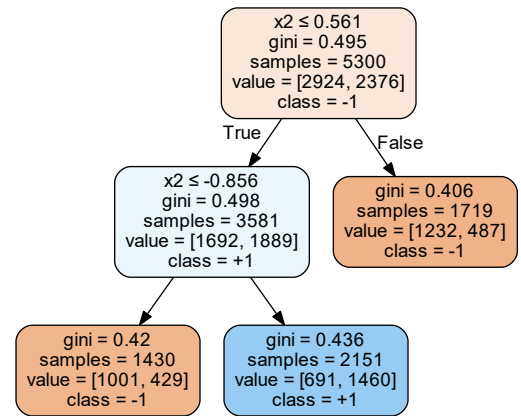 x2 ≤ 0.561
gini = 0.495
samples = 5300
value = [2924, 2376]
class = -1
True
False
x2 ≤ -0.856
gini = 0.498
samples = 3581
value = [1692, 1889]
class = +1
gini = 0.406
samples = 1719
value = [1232, 487]
class = -1
gini = 0.42
samples = 1430
value = [1001, 429]
class = -1
gini = 0.436
samples = 2151
value = [691, 1460]
class = +1